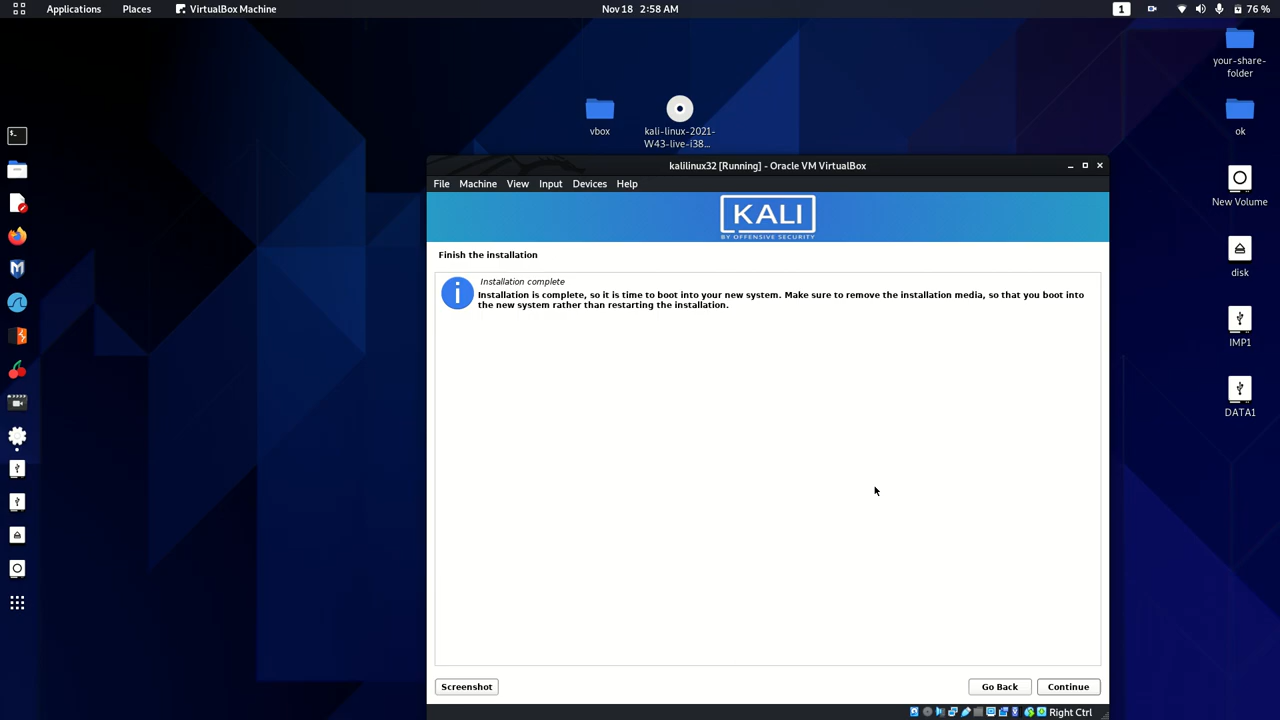 Applications Places VirtualBox Machine Nov 18 2:58 AM 1 76 %
your-share-
folder
vbox
kali-linux-2021-
W43-live-i38...
ok
New Volume
disk
IMP1
DATA1
kalilinux32 [Running] - Oracle VM VirtualBox
File Machine View Input Devices Help
KALI
BY OFFENSIVE SECURITY
Finish the installation
Installation complete
Installation is complete, so it is time to boot into your new system. Make sure to remove the installation media, so that you boot into
the new system rather than restarting the installation.
Screenshot Go Back Continue
Right Ctrl